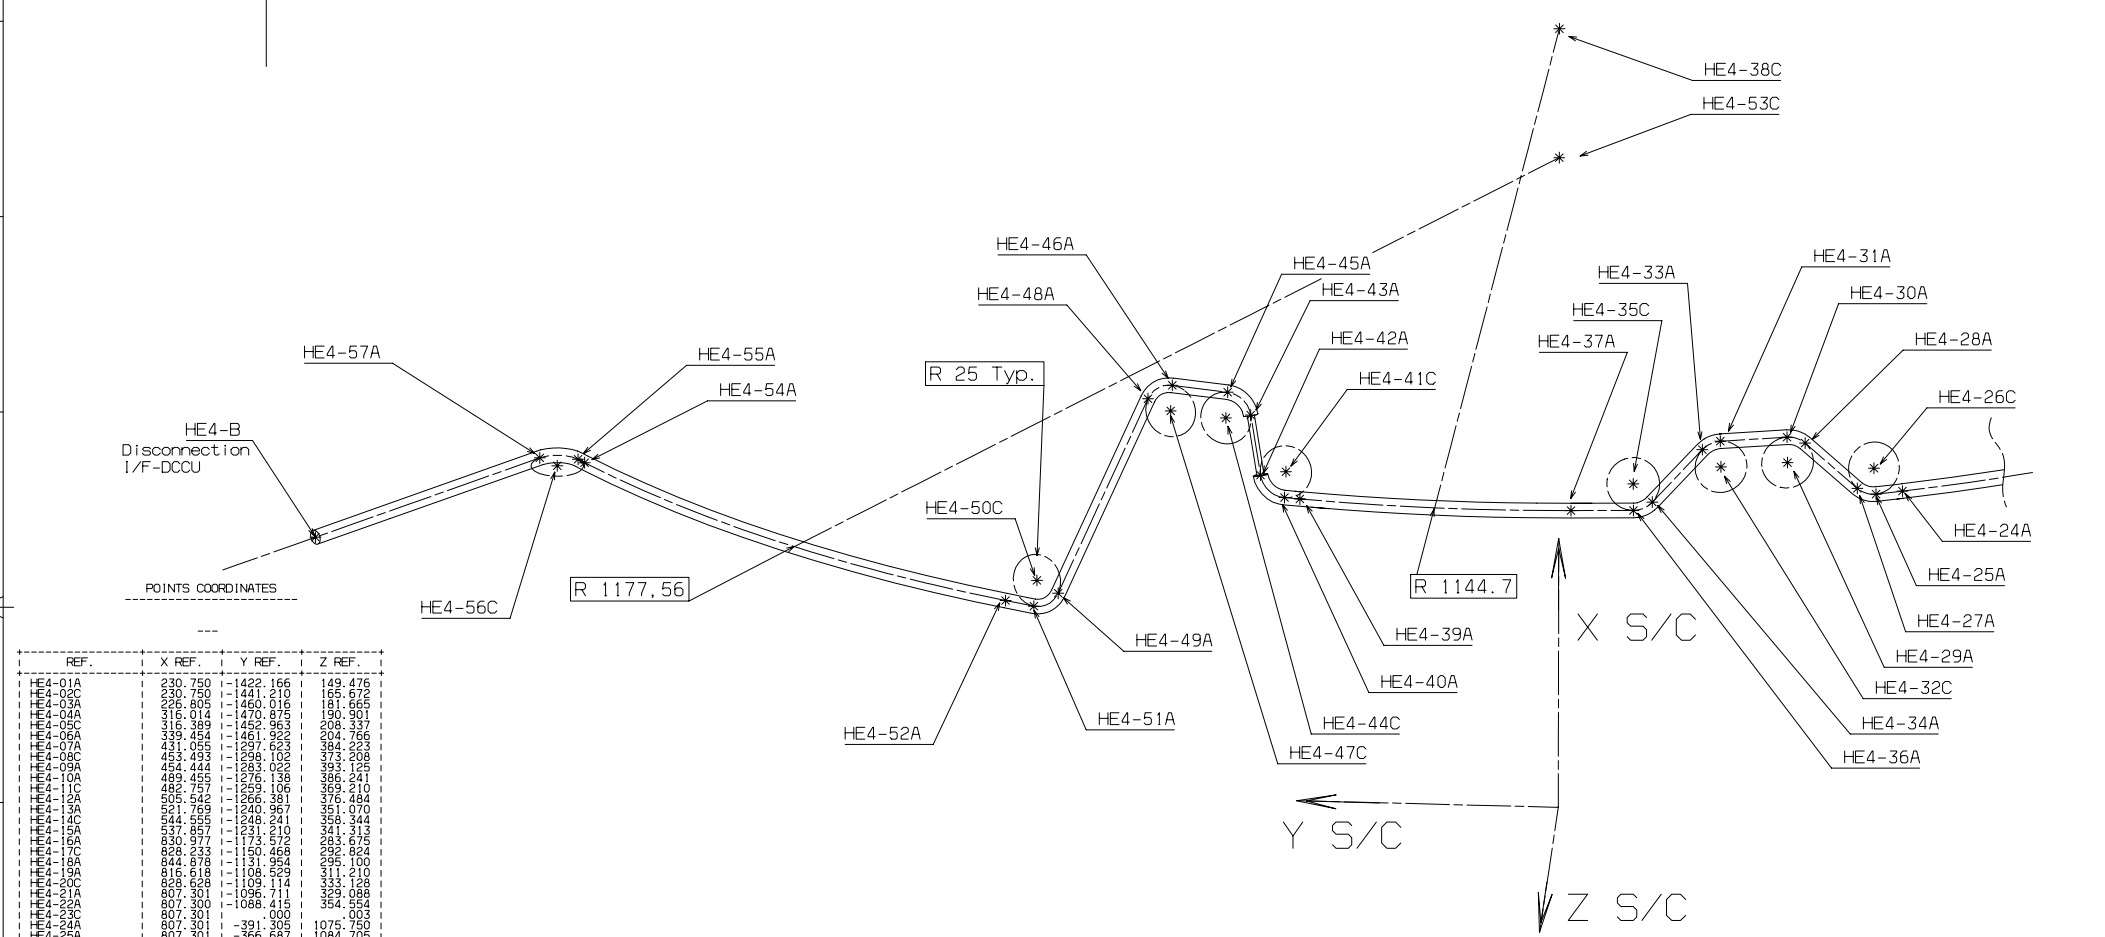 HE4-38C
HE4-53C
HE4-46A
HE4-45A
HE4-31A
HE4-33A
HE4-48A
HE4-43A
HE4-30A
HE4-35C
HE4-57A
HE4-55A
HE4-42A
HE4-37A
HE4-28A
R 25 Typ.
HE4-54A
HE4-41C
HE4-26C
HE4-B
Disconnection
I/F-DCCU
HE4-50C
HE4-24A
HE4-25A
POINTS COORDINATES
R 1177,56
R 1144.7
HE4-56C
HE4-27A
X S/C
HE4-49A
HE4-39A
HE4-29A
HE4-40A
HE4-32C
HE4-51A
HE4-44C
HE4-34A
HE4-52A
HE4-47C
HE4-36A
Y S/C
Z S/C
REF. X REF. Y REF. Z REF.
HE4-01A 230.750 -1422.166 149.476
HE4-02C 230.750 -1441.210 165.672
HE4-03A 226.805 -1460.016 181.665
HE4-04A 316.014 -1470.875 190.901
HE4-05C 316.389 -1452.963 208.337
HE4-06A 339.454 -1461.922 204.766
HE4-07A 431.055 -1297.623 384.223
HE4-08C 453.493 -1298.102 373.208
HE4-09A 454.444 -1283.022 393.125
HE4-10A 489.455 -1276.138 386.241
HE4-11C 482.757 -1259.106 369.210
HE4-12A 505.542 -1266.381 376.484
HE4-13A 521.769 -1240.967 351.070
HE4-14C 544.555 -1248.241 358.344
HE4-15A 537.857 -1231.210 341.313
HE4-16A 830.977 -1173.572 283.675
HE4-17C 828.233 -1150.468 292.824
HE4-18A 844.878 -1131.954 295.100
HE4-19A 816.618 -1108.529 311.210
HE4-20C 828.628 -1109.114 333.128
HE4-21A 807.301 -1096.711 329.088
HE4-22A 807.300 -1088.415 354.554
HE4-23C 807.301 .000 .003
HE4-24A 807.301 -391.305 1075.750
HE4-25A 807.301 -366.687 1084.705